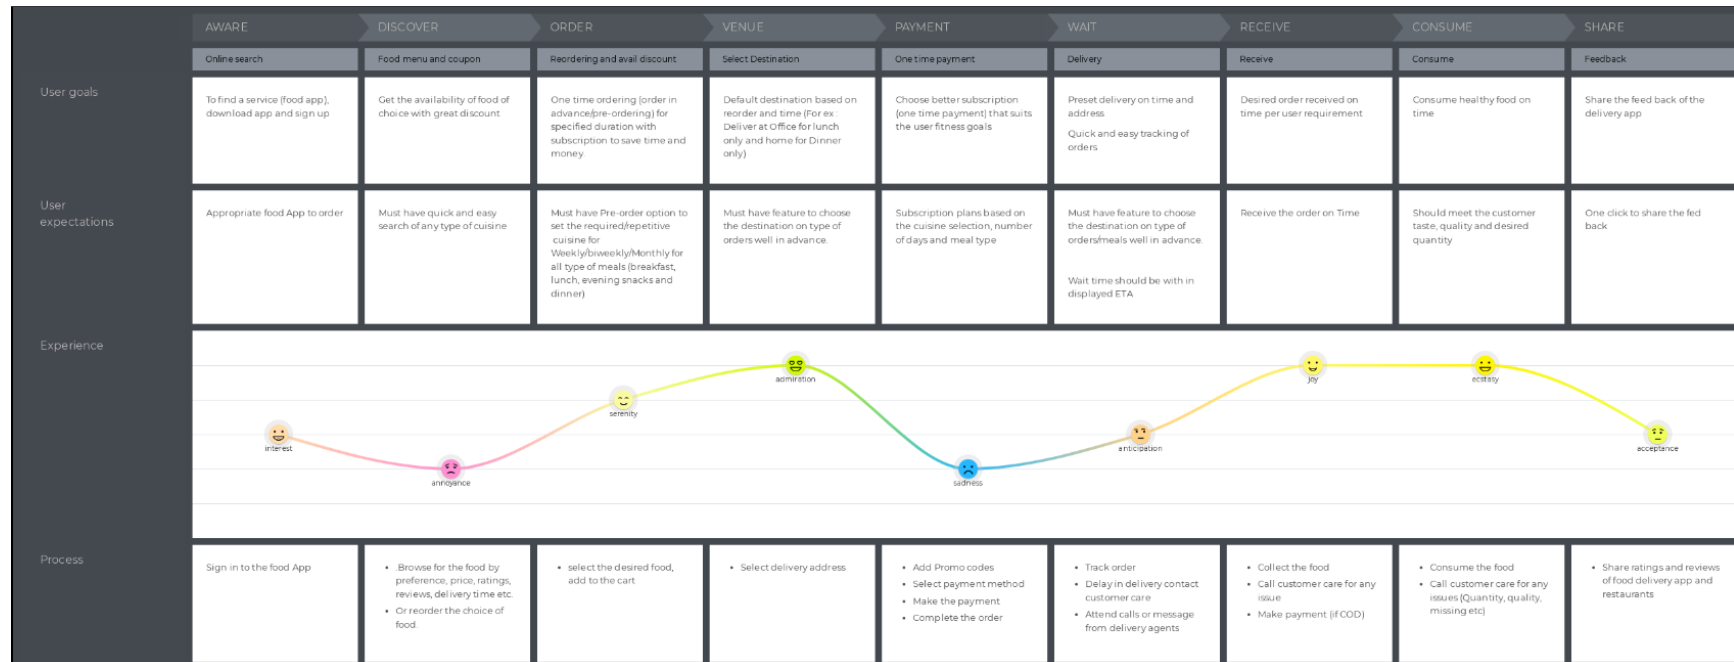 AWARE
DISCOVER
ORDER
VENUE
PAYMENT
WAIT
RECEIVE
CONSUME
SHARE
Online search
Food menu and coupon
Reordering and avail discount
Select Destination
One time payment
Delivery
Receive
Consume
Feedback
User goals
To find a service (food app),
download app and sign up
Get the availability of food of
choice with great discount
One time ordering (order in
advance/pre-ordering) for
specified duration with
subscription to save time and
money.
Default destination based on
reorder and time (For ex :
Deliver at Office for lunch
only and home for Dinner
only)
Choose better subscription
(one time payment) that suits
the user fitness goals
Preset delivery on time and
address
Quick and easy tracking of
orders
Desired order received on
time per user requirement
Consume healthy food on
time
Share the feed back of the
delivery app
User
expectations
Appropriate food App to order
Must have quick and easy
search of any type of cuisine
Must have Pre-order option to
set the required/repetitive
cuisine for
Weekly/biweekly/Monthly for
all type of meals (breakfast,
lunch, evening snacks and
dinner)
Must have feature to choose
the destination on type of
orders well in advance.
Subscription plans based on
the cuisine selection, number
of days and meal type
Must have feature to choose
the destination on type of
orders/meals well in advance.
Wait time should be with in
displayed ETA
Receive the order on Time
Should meet the customer
taste, quality and desired
quantity
One click to share the fed
back
Experience
interest
annoyance
serenity
admiration
sadness
anticipation
joy
ecstasy
acceptance
Process
Sign in to the food App
• .Browse for the food by
preference, price, ratings,
reviews, delivery time etc.
• Or reorder the choice of
food.
• select the desired food,
add to the cart
• Select delivery address
• Add Promo codes
• Select payment method
• Make the payment
• Complete the order
• Track order
• Delay in delivery contact
customer care
• Attend calls or message
from delivery agents
• Collect the food
• Call customer care for any
issue
• Make payment (if COD)
• Consume the food
• Call customer care for any
issues (Quantity, quality,
missing etc)
• Share ratings and reviews
of food delivery app and
restaurants